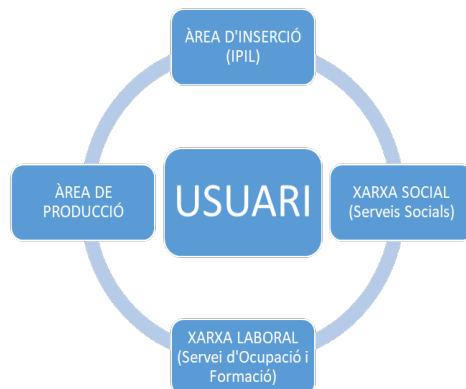 ÀREA D'INSERCIÓ
(IPIL)
ÀREA DE
PRODUCCIÓ
USUARI
XARXA SOCIAL
(Serveis Socials)
XARXA LABORAL
(Servei d'Ocupació i
Formació)